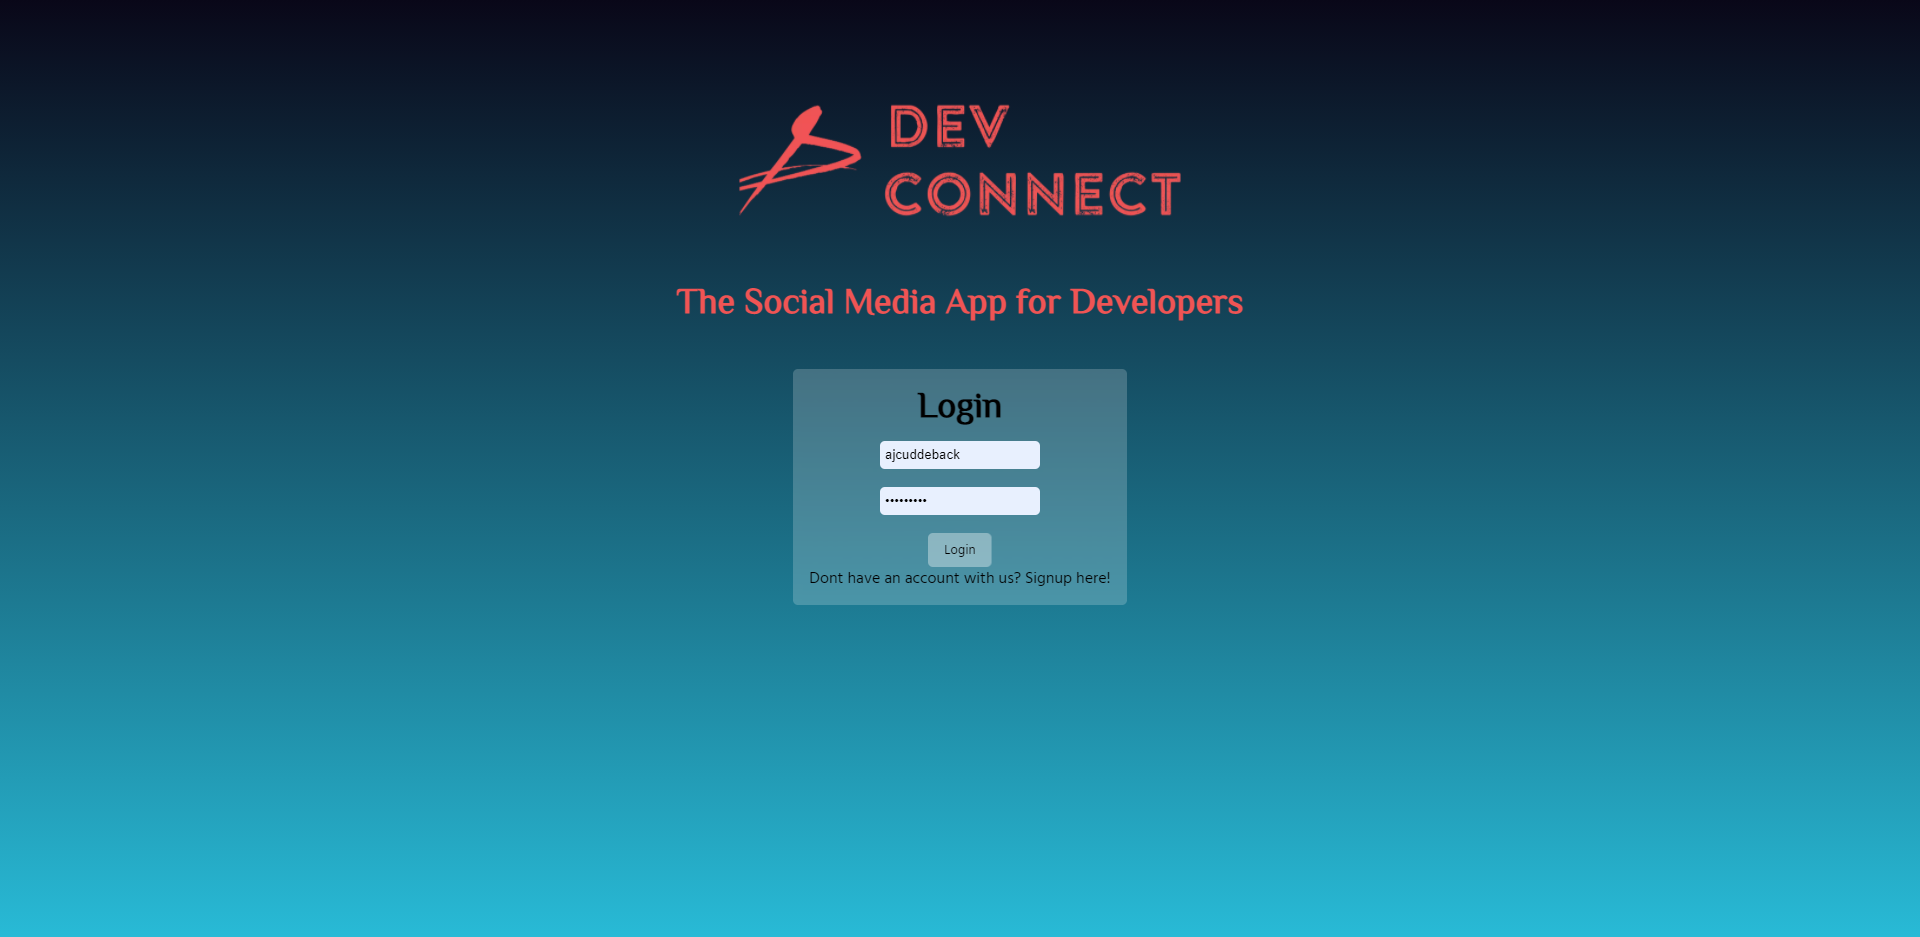 DEV
CONNECT
The Social Media App for Developers
Login
ajcuddeback
•••••••••
Login
Dont have an account with us? Signup here!